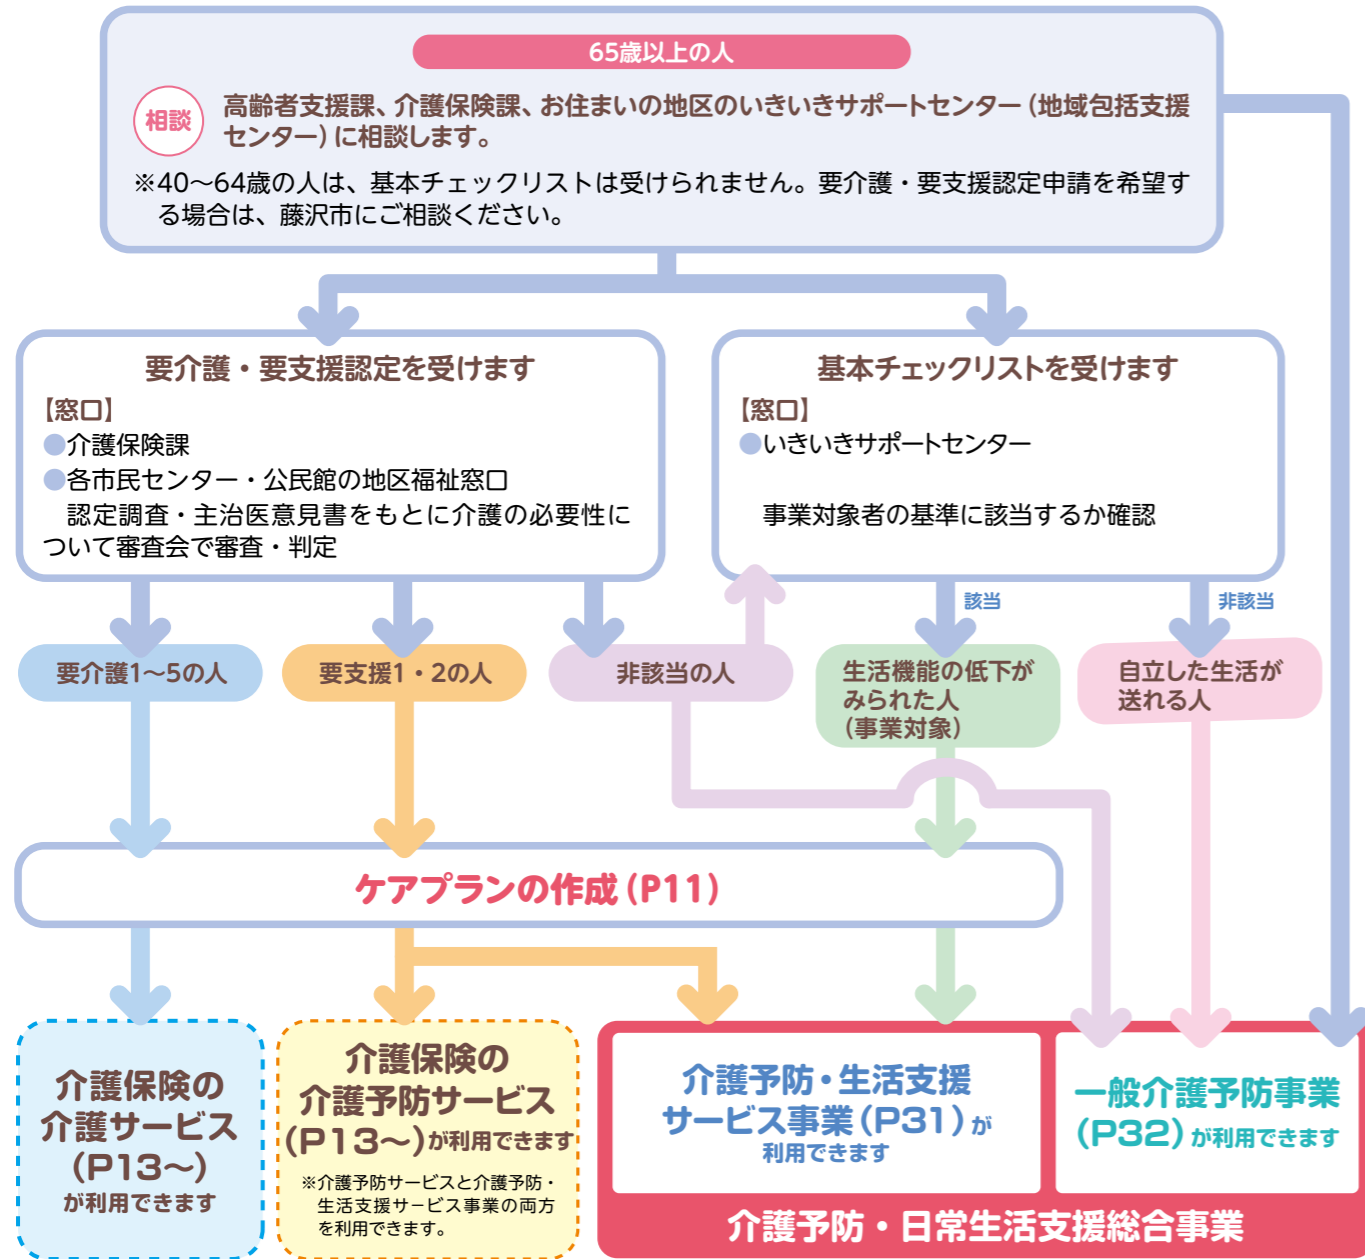 65歳以上の人
相談
高齢者支援課、介護保険課、お住まいの地区のいきいきサポートセンター（地域包括支援
センター）に相談します。
※40～64歳の人は、基本チェックリストは受けられません。要介護・要支援認定申請を希望す
る場合は、藤沢市にご相談ください。
要介護・要支援認定を受けます
【窓口】
●介護保険課
●各市民センター・公民館の地区福祉窓口
認定調査・主治医意見書をもとに介護の必要性に
ついて審査会で審査・判定
基本チェックリストを受けます
【窓口】
●いきいきサポートセンター
事業対象者の基準に該当するか確認
該当
非該当
要介護1～5の人
要支援1・2の人
非該当の人
生活機能の低下が
みられた人
（事業対象）
自立した生活が
送れる人
ケアプランの作成（P11）
介護保険の
介護サービス
（P13～）
が利用できます
介護保険の
介護予防サービス
（P13～）が利用できます
※介護予防サービスと介護予防・
生活支援サービス事業の両方
を利用できます。
介護予防・生活支援
サービス事業（P31）が
利用できます
一般介護予防事業
（P32）が利用できます
介護予防・日常生活支援総合事業